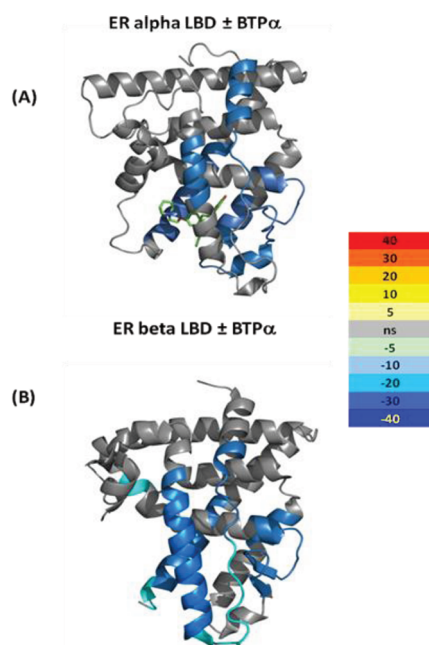 ER alpha LBD ± BTPα
(A)
ER beta LBD ± BTPα
(B)
40
30
20
10
5
ns
-5
-10
-20
-30
-40